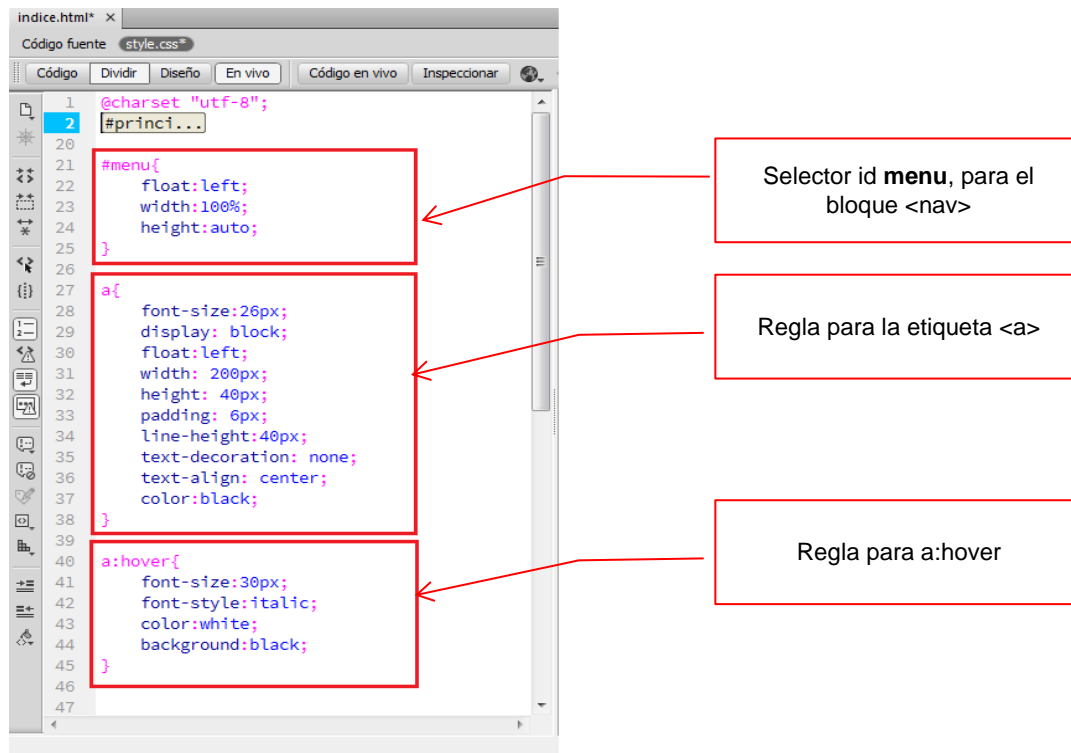 indice.html* ×
Código fuente style.css*
Código Dividir Diseño En vivo Código en vivo Inspeccionar
1 @charset "utf-8";
2 #princi...
20
21 #menu{
22 float:left;
23 width:100%;
24 height:auto;
25 }
26
27 a{
28 font-size:26px;
29 display: block;
30 float:left;
31 width: 200px;
32 height: 40px;
33 padding: 6px;
34 line-height:40px;
35 text-decoration: none;
36 text-align: center;
37 color:black;
38 }
39
40 a:hover{
41 font-size:30px;
42 font-style:italic;
43 color:white;
44 background:black;
45 }
46
47
Selector id menu, para el
bloque <nav>
Regla para la etiqueta <a>
Regla para a:hover